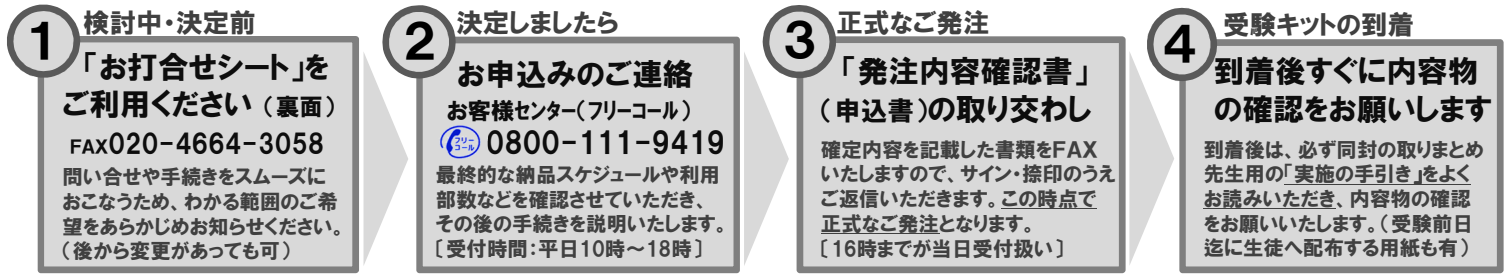 1
検討中・決定前
「お打合せシート」を
ご利用ください（裏面）
FAX020-4664-3058
問い合せや手続きをスムーズに
おこなうため、わかる範囲のご希
望をあらかじめお知らせください。
（後から変更があっても可）
2
決定しましたら
お申込みのご連絡
お客様センター（フリーコール）
フリーコール 0800-111-9419
最終的な納品スケジュールや利用
部数などを確認させていただき、
その後の手続きを説明いたします。
〔受付時間：平日10時～18時〕
3
正式なご発注
「発注内容確認書」
（申込書）の取り交わし
確定内容を記載した書類をFAX
いたしますので、サイン・捺印のうえ
ご返信いただきます。この時点で
正式なご発注となります。
〔16時までが当日受付扱い〕
4
受験キットの到着
到着後すぐに内容物
の確認をお願いします
到着後は、必ず同封の取りまとめ
先生用の「実施の手引き」をよく
お読みいただき、内容物の確認
をお願いいたします。（受験前日
迄に生徒へ配布する用紙も有）